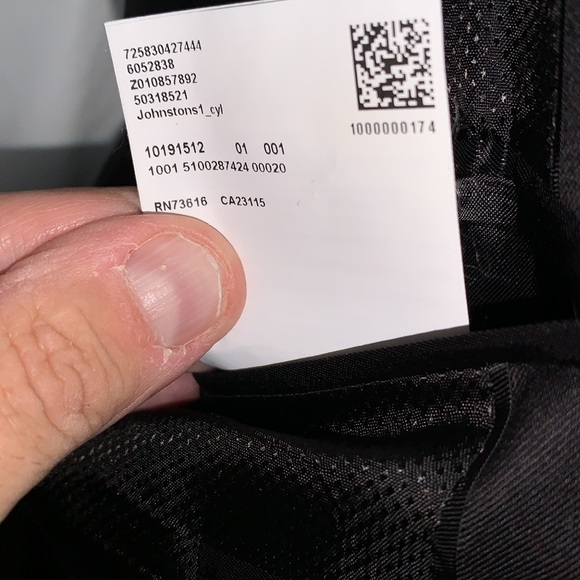 725830427444
6052838
Z010857892
50318521
Johnstons1_cyl
1000000174
10191512 01 001
1001 5100287424 00020
RN73616 CA23115